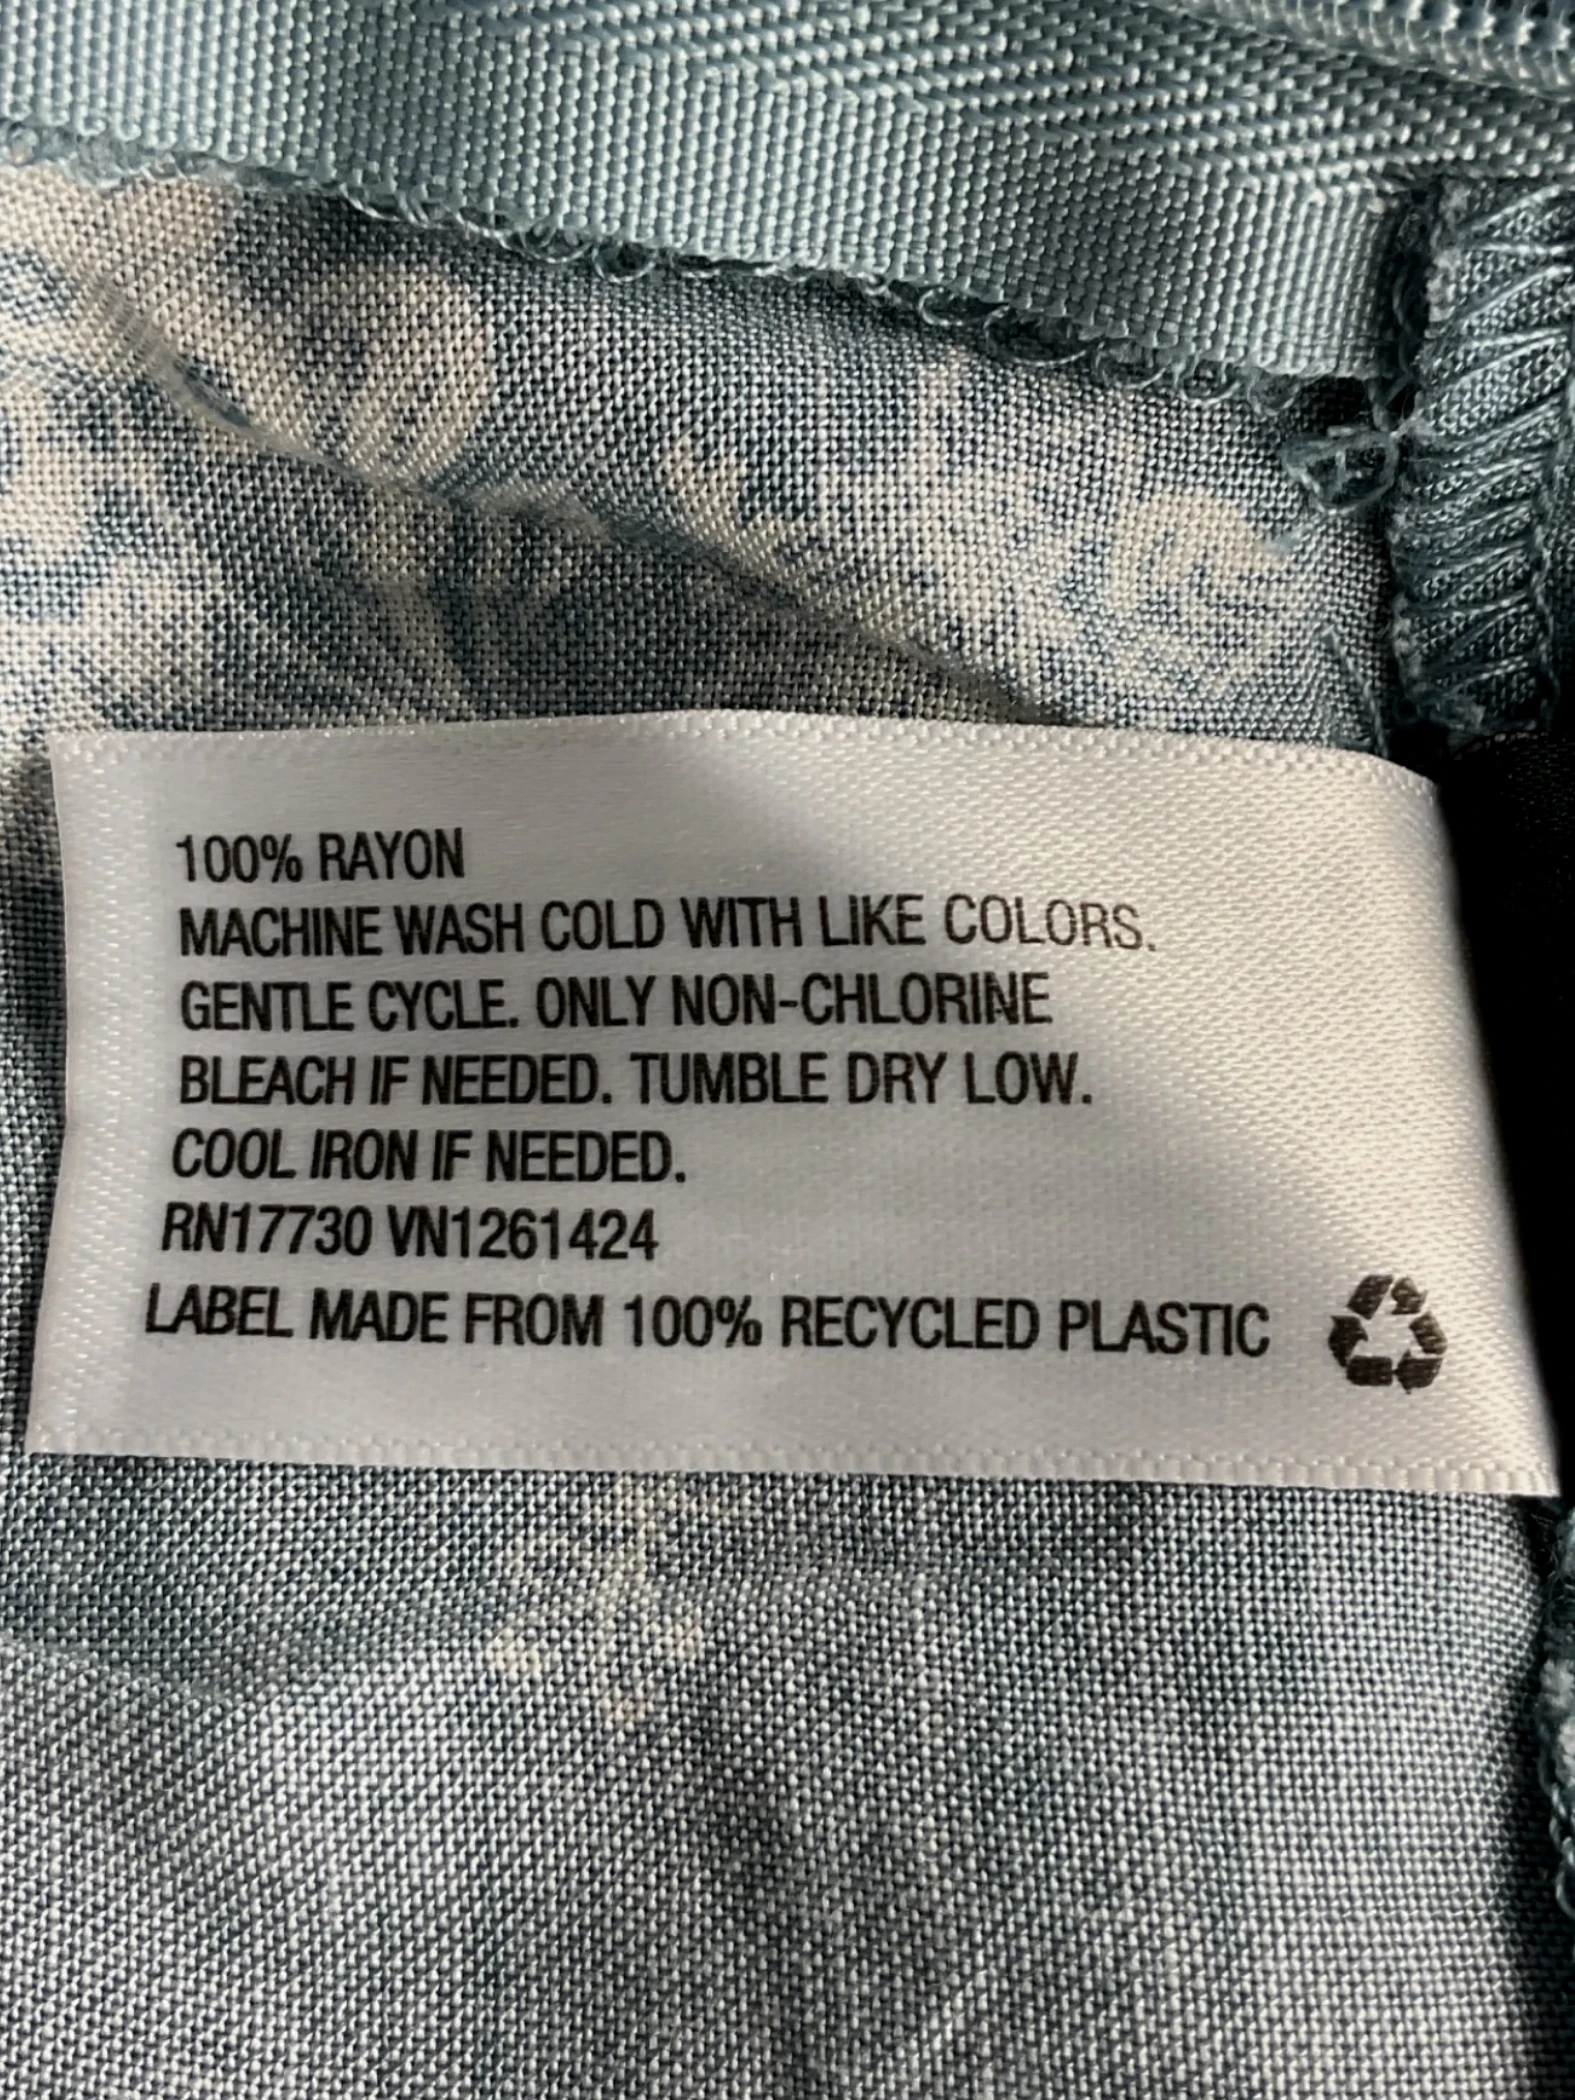 100% RAYON
MACHINE WASH COLD WITH LIKE COLORS.
GENTLE CYCLE. ONLY NON-CHLORINE
BLEACH IF NEEDED. TUMBLE DRY LOW.
COOL IRON IF NEEDED.
RN17730 VN1261424
LABEL MADE FROM 100% RECYCLED PLASTIC